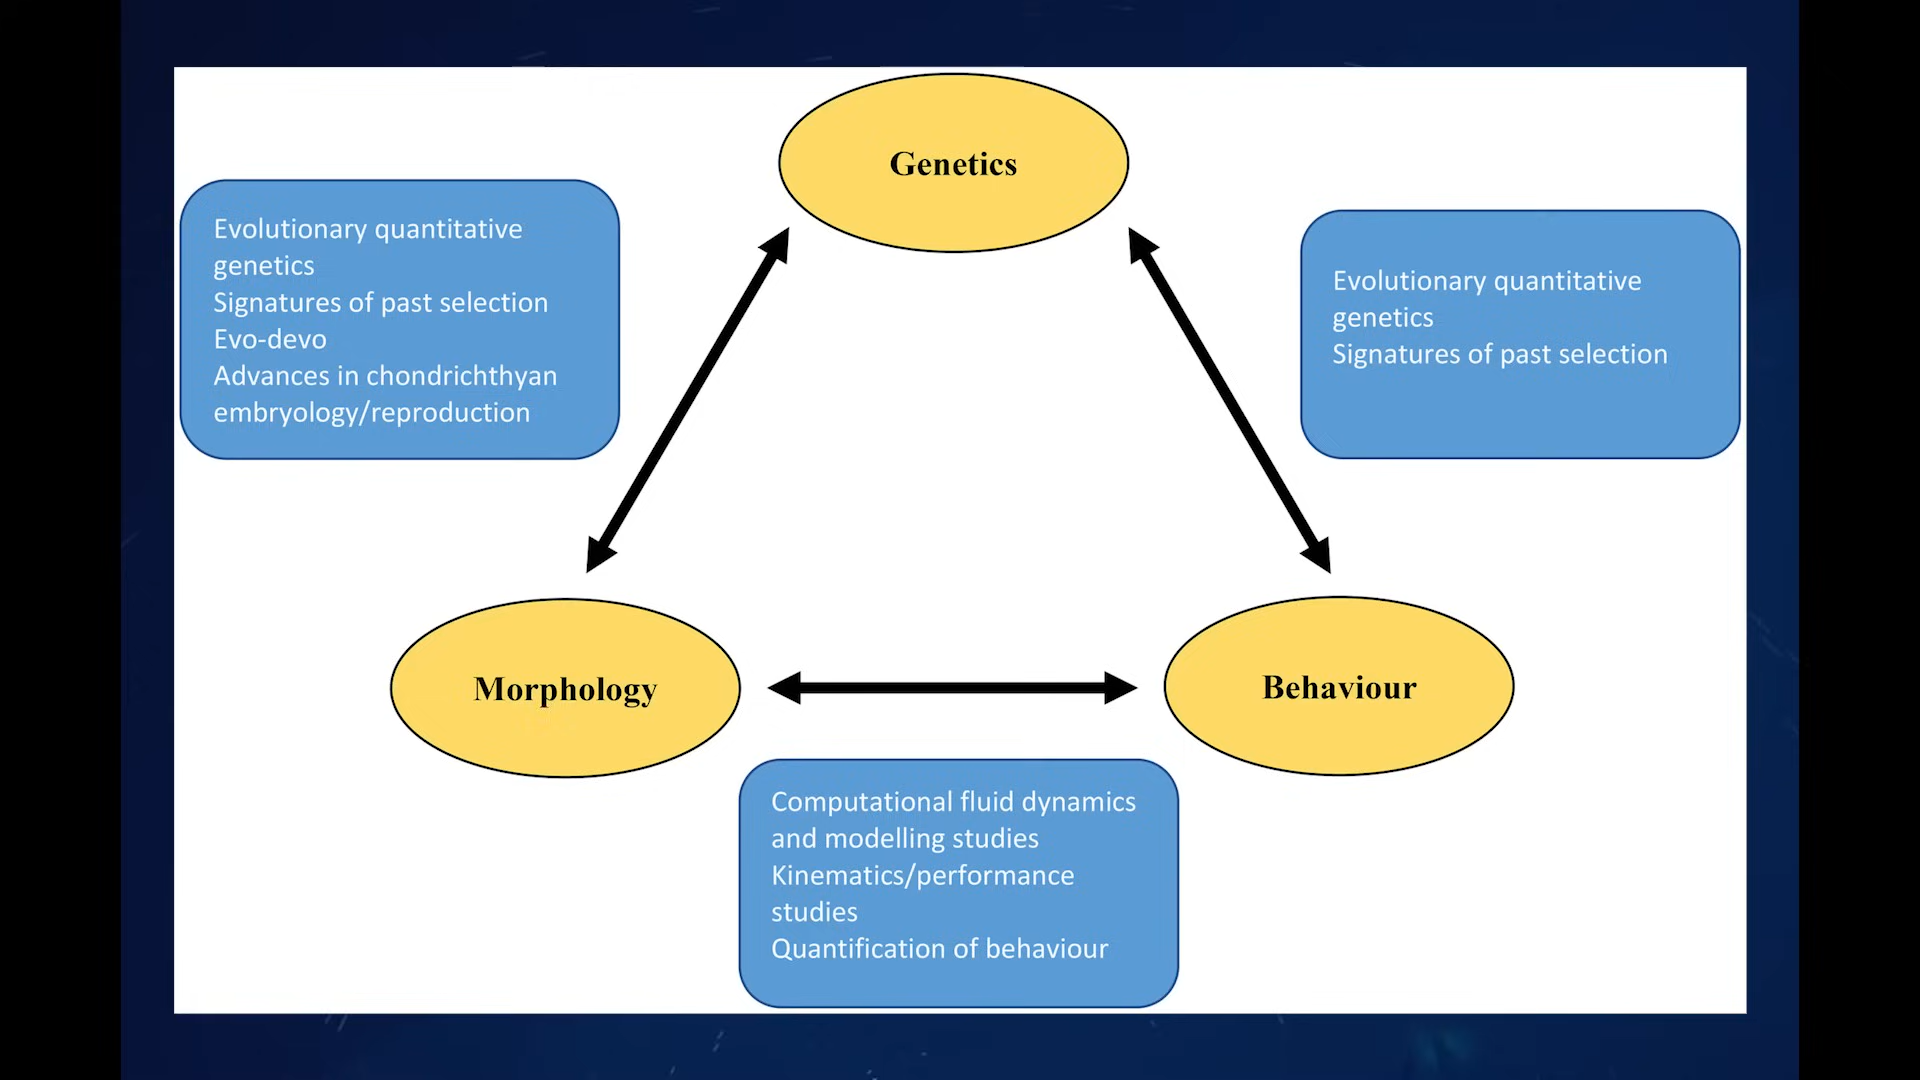 Genetics
Evolutionary quantitative
genetics
Signatures of past selection
Evo-devo
Advances in chondrichthyan
embryology/reproduction
Evolutionary quantitative
genetics
Signatures of past selection
Morphology
Behaviour
Computational fluid dynamics
and modelling studies
Kinematics/performance
studies
Quantification of behaviour